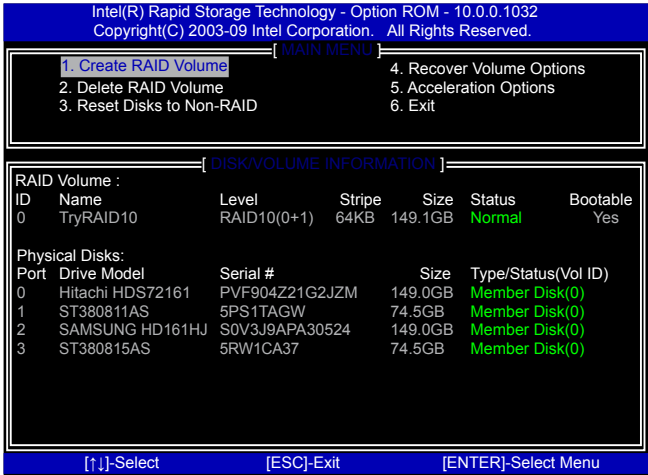 Intel(R) Rapid Storage Technology - Option ROM - 10.0.0.1032
Copyright(C) 2003-09 Intel Corporation. All Rights Reserved.
[ MAIN MENU ]
1. Create RAID Volume 4. Recover Volume Options
2. Delete RAID Volume 5. Acceleration Options
3. Reset Disks to Non-RAID 6. Exit
[ DISK/VOLUME INFORMATION ]
RAID Volume :
ID Name Level Stripe Size Status Bootable
0 TryRAID10 RAID10(0+1) 64KB 149.1GB Normal Yes
Physical Disks:
Port Drive Model Serial # Size Type/Status(Vol ID)
0 Hitachi HDS72161 PVF904Z21G2JZM 149.0GB Member Disk(0)
1 ST380811AS 5PS1TAGW 74.5GB Member Disk(0)
2 SAMSUNG HD161HJ S0V3J9APA30524 149.0GB Member Disk(0)
3 ST380815AS 5RW1CA37 74.5GB Member Disk(0)
[↑↓]-Select [ESC]-Exit [ENTER]-Select Menu